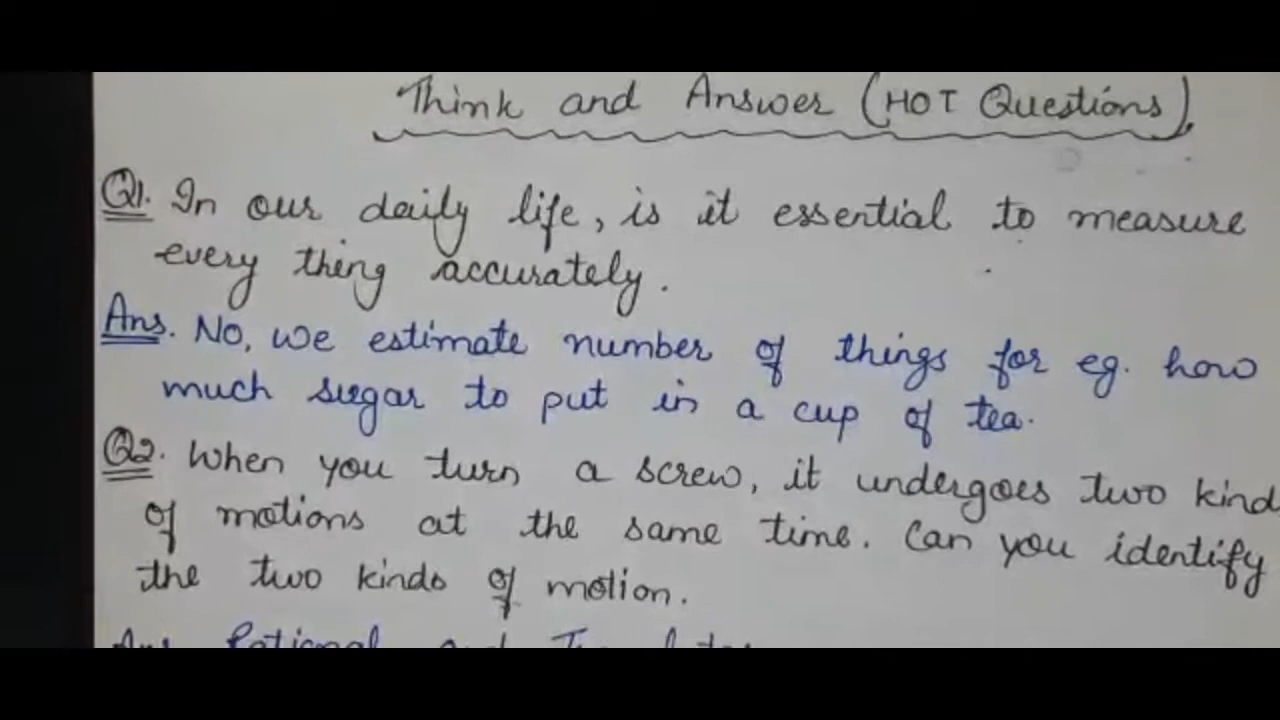 Think and Answer (HOT Questions)
Q1. In our daily life, is it essential to measure
every thing accurately.
Ans. No, we estimate number of things for eg. how
much sugar to put in a cup of tea.
Q2. When you turn a screw, it undergoes two kind
of motions at the same time. Can you identify
the two kinds of motion.
Ans. and